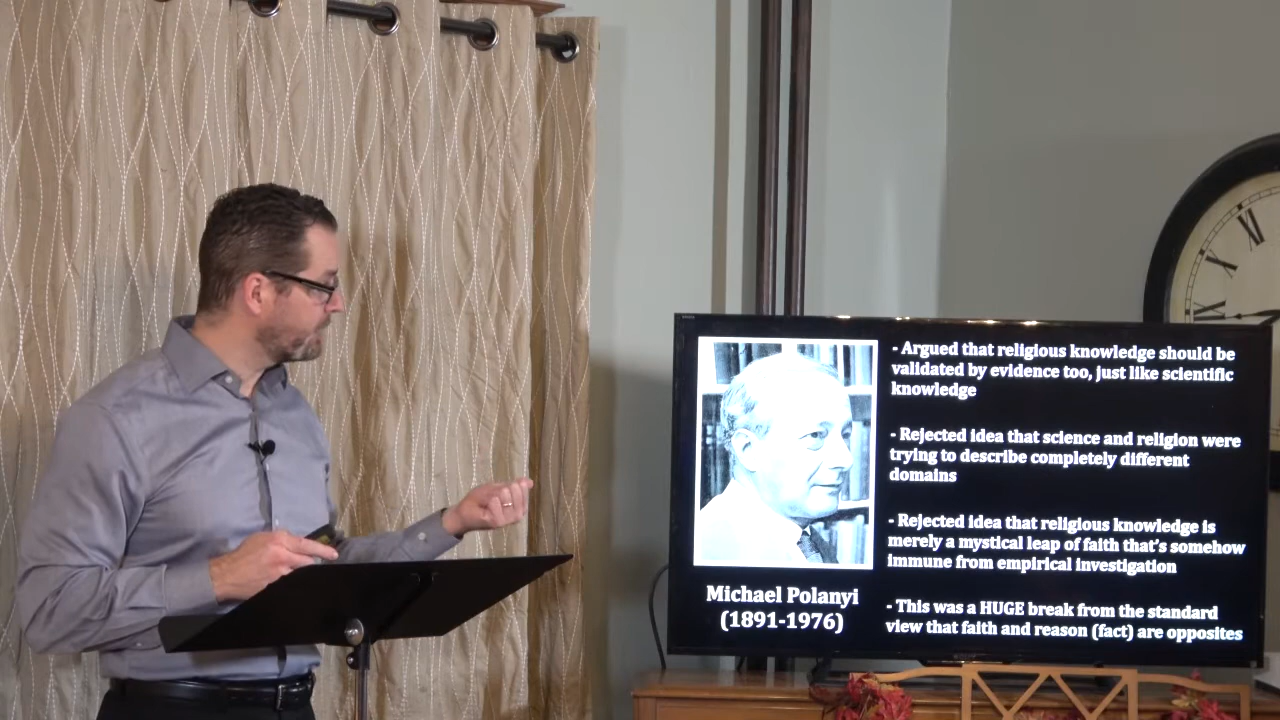 - Argued that religious knowledge should be
validated by evidence too, just like scientific
knowledge
- Rejected idea that science and religion were
trying to describe completely different
domains
- Rejected idea that religious knowledge is
merely a mystical leap of faith that's somehow
immune from empirical investigation
- This was a HUGE break from the standard
view that faith and reason (fact) are opposites
Michael Polanyi
(1891-1976)